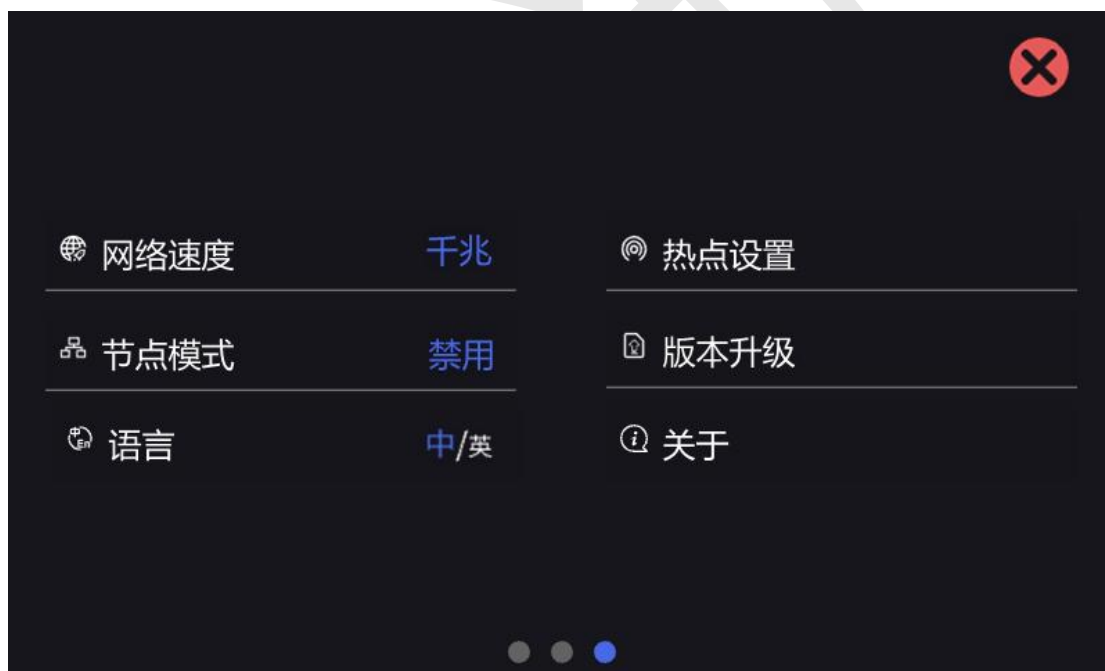 网络速度 千兆
热点设置
节点模式 禁用
版本升级
语言 中/英
关于